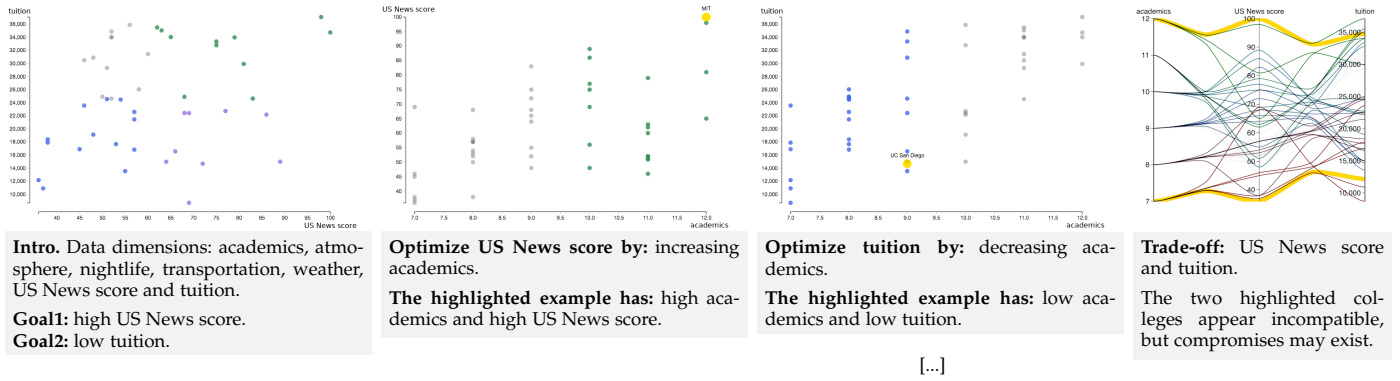 tuition
36,000
34,000
32,000
30,000
28,000
26,000
24,000
22,000
20,000
18,000
16,000
14,000
12,000
10,000
40 45 50 55 60 65 70 75 80 85 90 95 100
US News score
US News score
100
95
90
85
80
75
70
65
60
55
50
45
40
MIT
7.0 7.5 8.0 8.5 9.0 9.5 10.0 10.5 11.0 11.5 12.0
academics
tuition
36,000
34,000
32,000
30,000
28,000
26,000
24,000
22,000
20,000
18,000
16,000
14,000
12,000
10,000
UC San Diego
7.0 7.5 8.0 8.5 9.0 9.5 10.0 10.5 11.0 11.5 12.0
academics
academics US News score tuition
12
11
10
9
8
7
100
90
80
70
60
50
40
35,000
30,000
25,000
20,000
15,000
10,000
Intro. Data dimensions: academics, atmo-
sphere, nightlife, transportation, weather,
US News score and tuition.
Goal1: high US News score.
Goal2: low tuition.
Optimize US News score by: increasing
academics.
The highlighted example has: high aca-
demics and high US News score.
Optimize tuition by: decreasing aca-
demics.
The highlighted example has: low aca-
demics and low tuition.
Trade-off: US News score
and tuition.
The two highlighted col-
leges appear incompatible,
but compromises may exist.
[...]